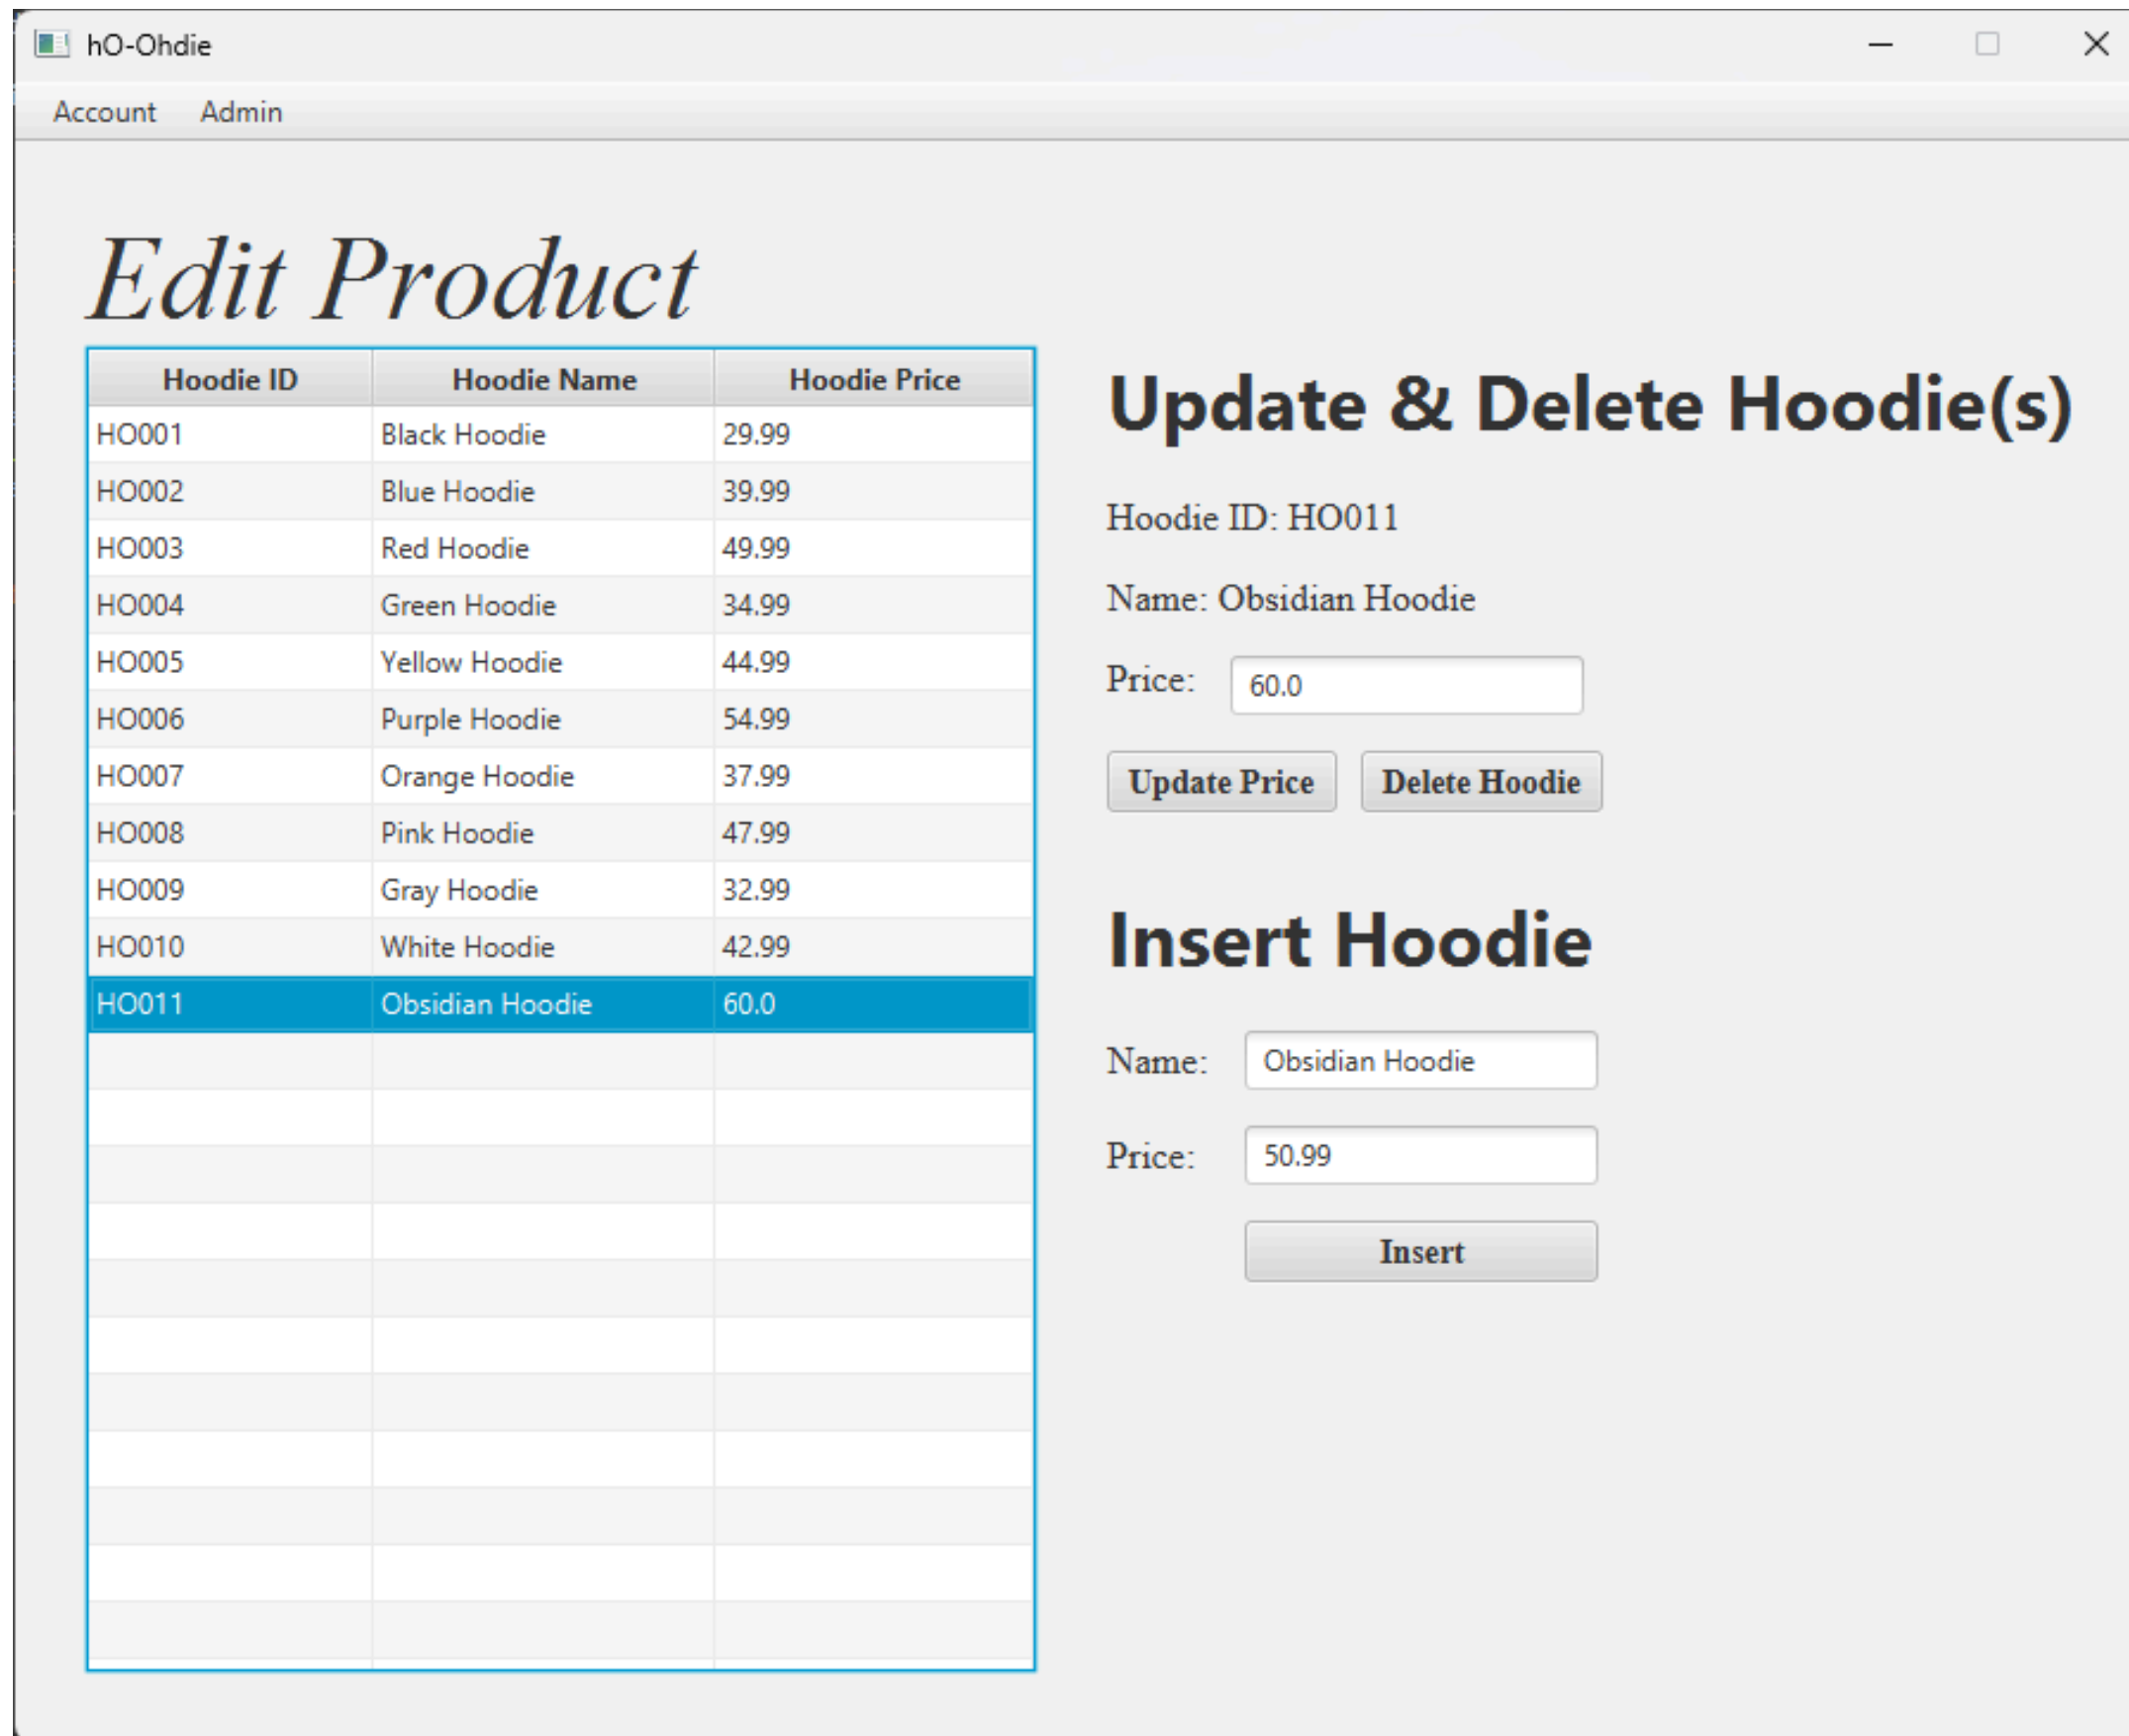 hO-Ohdie
Account Admin
Edit Product
Hoodie ID Hoodie Name Hoodie Price
HO001 Black Hoodie 29.99
HO002 Blue Hoodie 39.99
HO003 Red Hoodie 49.99
HO004 Green Hoodie 34.99
HO005 Yellow Hoodie 44.99
HO006 Purple Hoodie 54.99
HO007 Orange Hoodie 37.99
HO008 Pink Hoodie 47.99
HO009 Gray Hoodie 32.99
HO010 White Hoodie 42.99
HO011 Obsidian Hoodie 60.0
Update & Delete Hoodie(s)
Hoodie ID: HO011
Name: Obsidian Hoodie
Price: 60.0
Update Price Delete Hoodie
Insert Hoodie
Name: Obsidian Hoodie
Price: 50.99
Insert